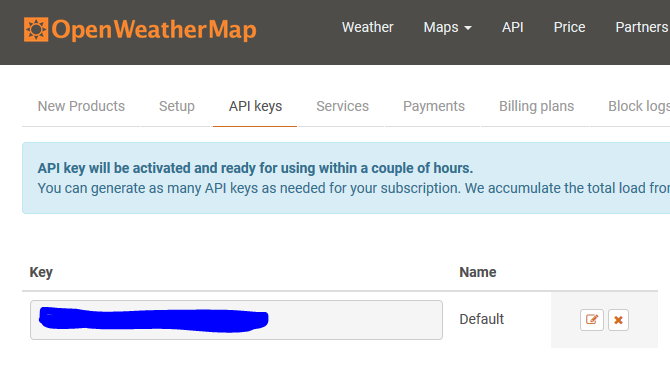 OpenWeatherMap
Weather Maps API Price Partners
New Products Setup API keys Services Payments Billing plans Block logs
API key will be activated and ready for using within a couple of hours.
You can generate as many API keys as needed for your subscription. We accumulate the total load from
Key Name
Default